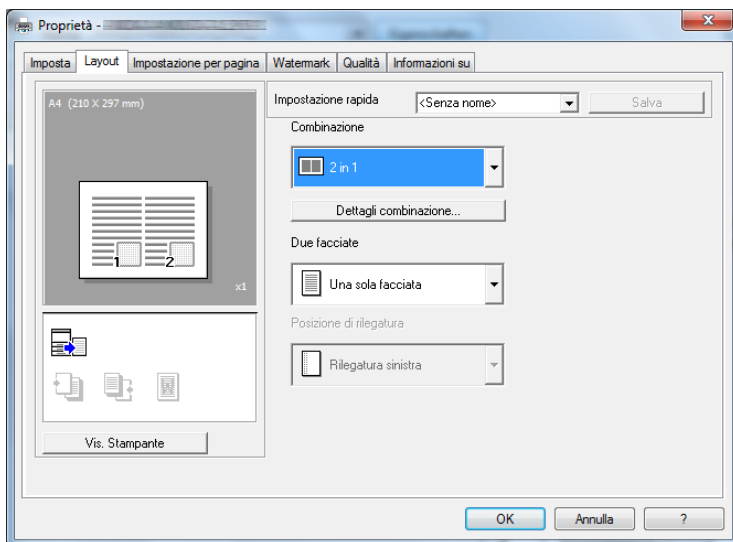 Proprietà -
Imposta Layout Impostazione per pagina Watermark Qualità Informazioni su
A4 (210 X 297 mm)
1 2
x1
Vis. Stampante
Impostazione rapida <Senza nome> Salva
Combinazione
2 in 1
Dettagli combinazione...
Due facciate
Una sola facciata
Posizione di rilegatura
Rilegatura sinistra
OK Annulla ?